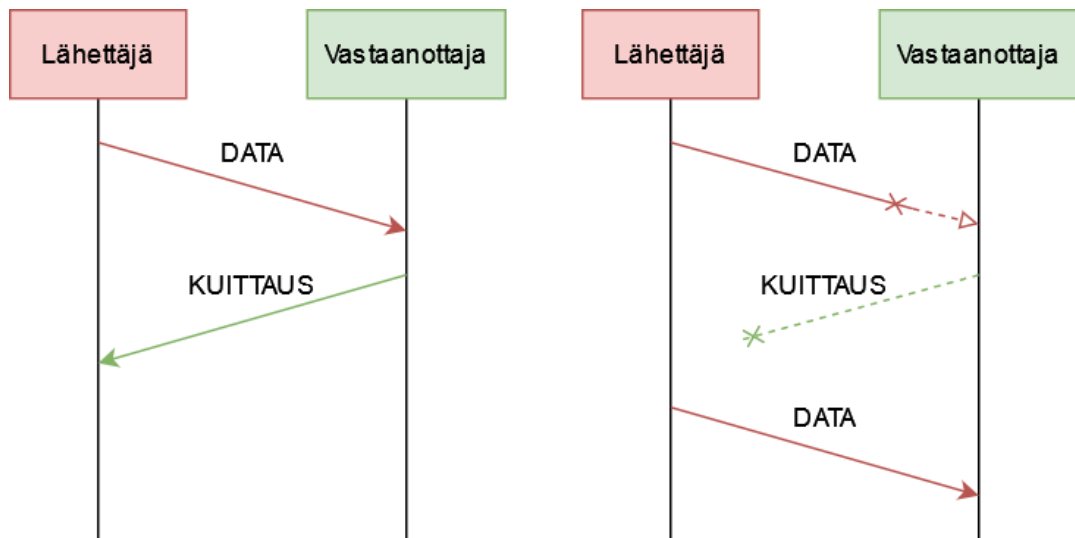 Lähettäjä
Vastaanottaja
DATA
KUITTAUS
Lähettäjä
Vastaanottaja
DATA
KUITTAUS
DATA